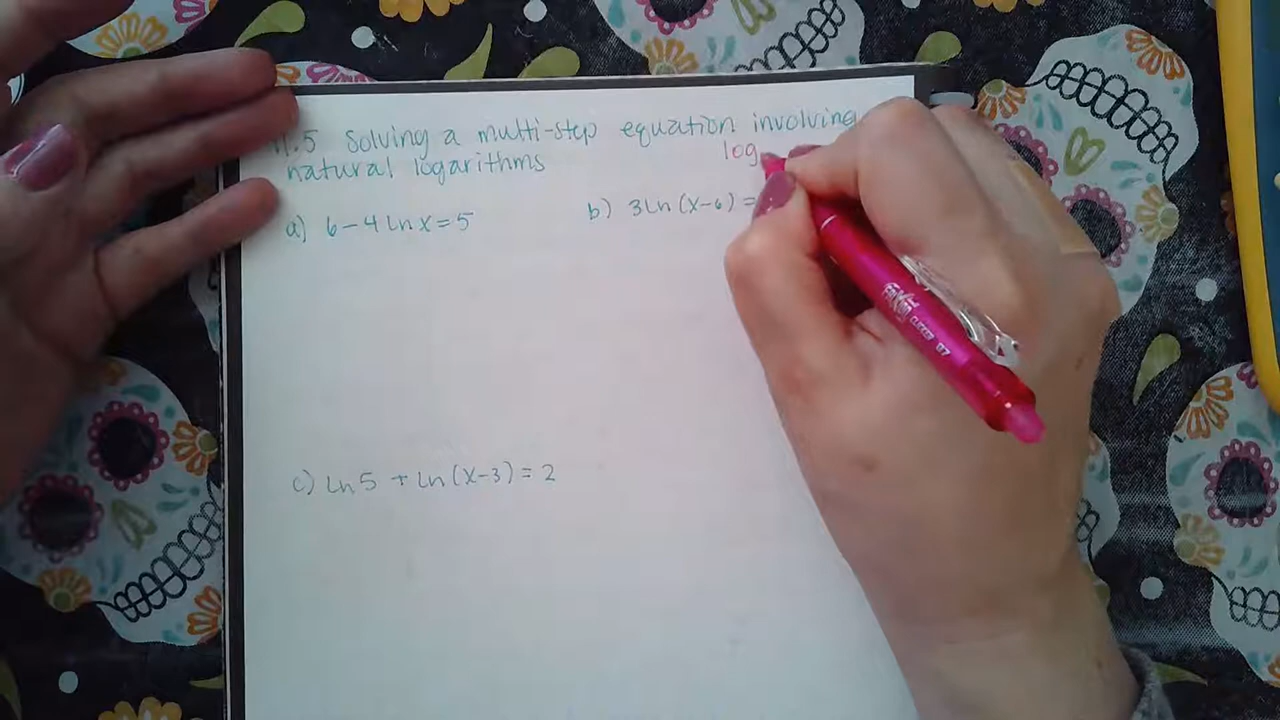 .5 Solving a multi-step equation involving
natural logarithms
log
a) 6-4 ln x = 5
b) 3 ln (x-6) =
c) ln 5 + ln (x-3) = 2